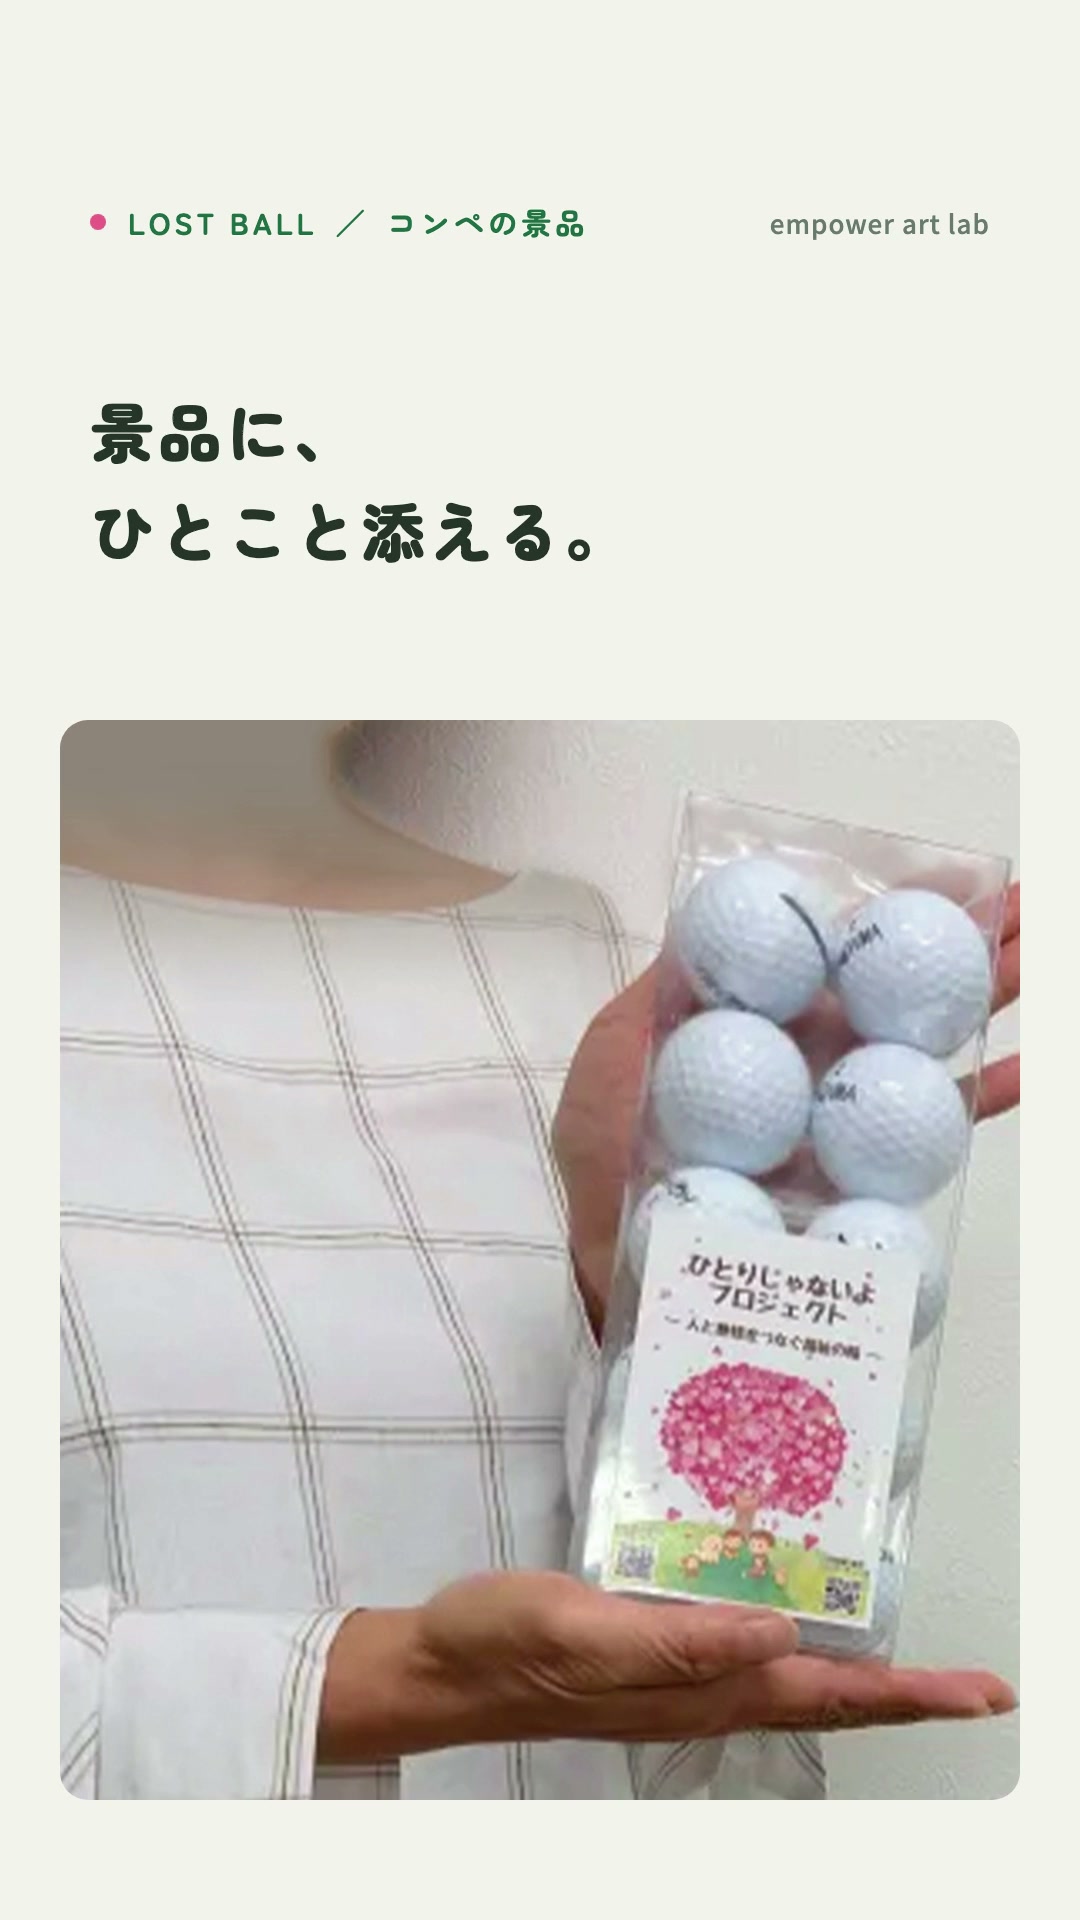 LOST BALL ／ コンペの景品
empower art lab
景品に、
ひとこと添える。
ひとりじゃないよ
プロジェクト